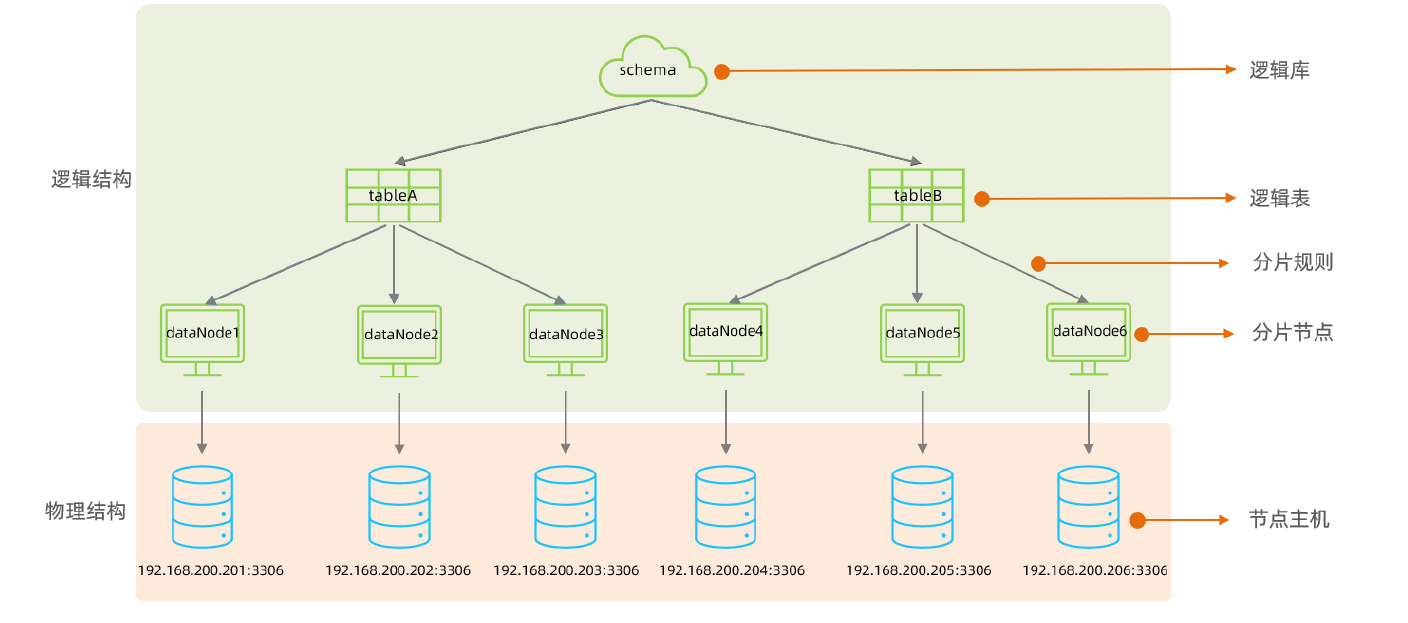 schema
逻辑库
逻辑结构
tableA
tableB
逻辑表
分片规则
dataNode1
dataNode2
dataNode3
dataNode4
dataNode5
dataNode6
分片节点
物理结构
节点主机
192.168.200.201:3306
192.168.200.202:3306
192.168.200.203:3306
192.168.200.204:3306
192.168.200.205:3306
192.168.200.206:3306